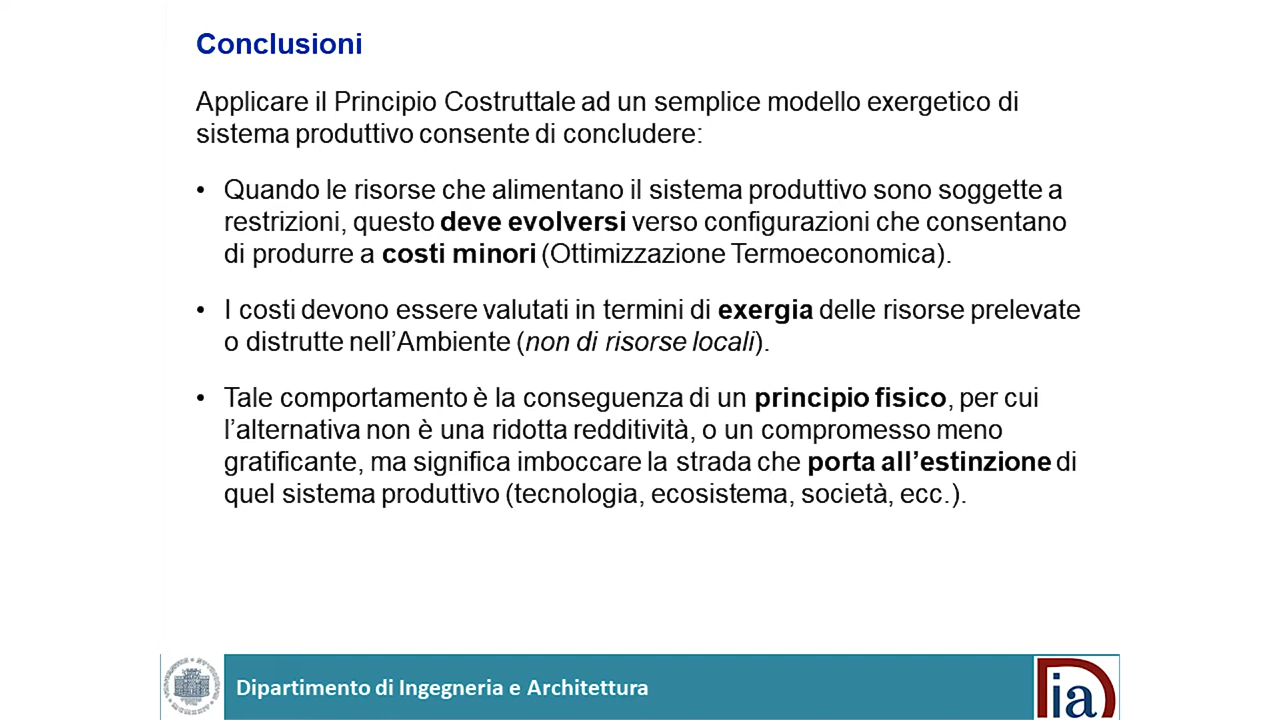 Conclusioni
Applicare il Principio Costruttale ad un semplice modello exergetico di
sistema produttivo consente di concludere:
• Quando le risorse che alimentano il sistema produttivo sono soggette a
restrizioni, questo deve evolversi verso configurazioni che consentano
di produrre a costi minori (Ottimizzazione Termoeconomica).
• I costi devono essere valutati in termini di exergia delle risorse prelevate
o distrutte nell’Ambiente (non di risorse locali).
• Tale comportamento è la conseguenza di un principio fisico, per cui
l’alternativa non è una ridotta redditività, o un compromesso meno
gratificante, ma significa imboccare la strada che porta all’estinzione di
quel sistema produttivo (tecnologia, ecosistema, società, ecc.).
Dipartimento di Ingegneria e Architettura
Dia